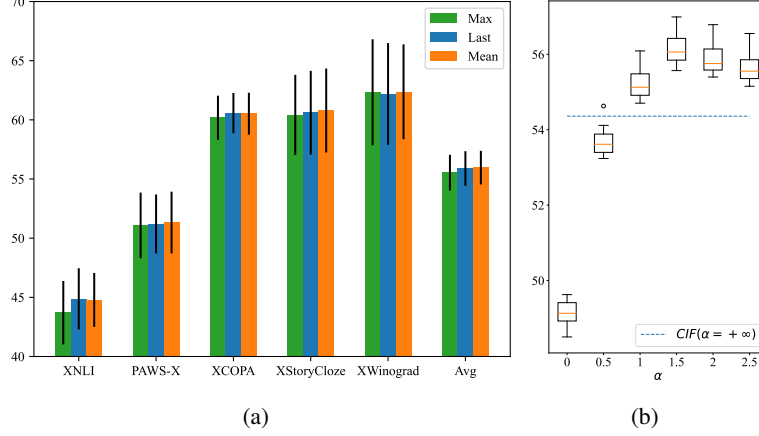 70
65
60
55
50
45
40
Max
Last
Mean
XNLI
PAWS-X
XCOPA
XStoryCloze
XWinograd
Avg
(a)
56
54
52
50
CIF(α = +∞)
0
0.5
1
1.5
2
2.5
α
(b)